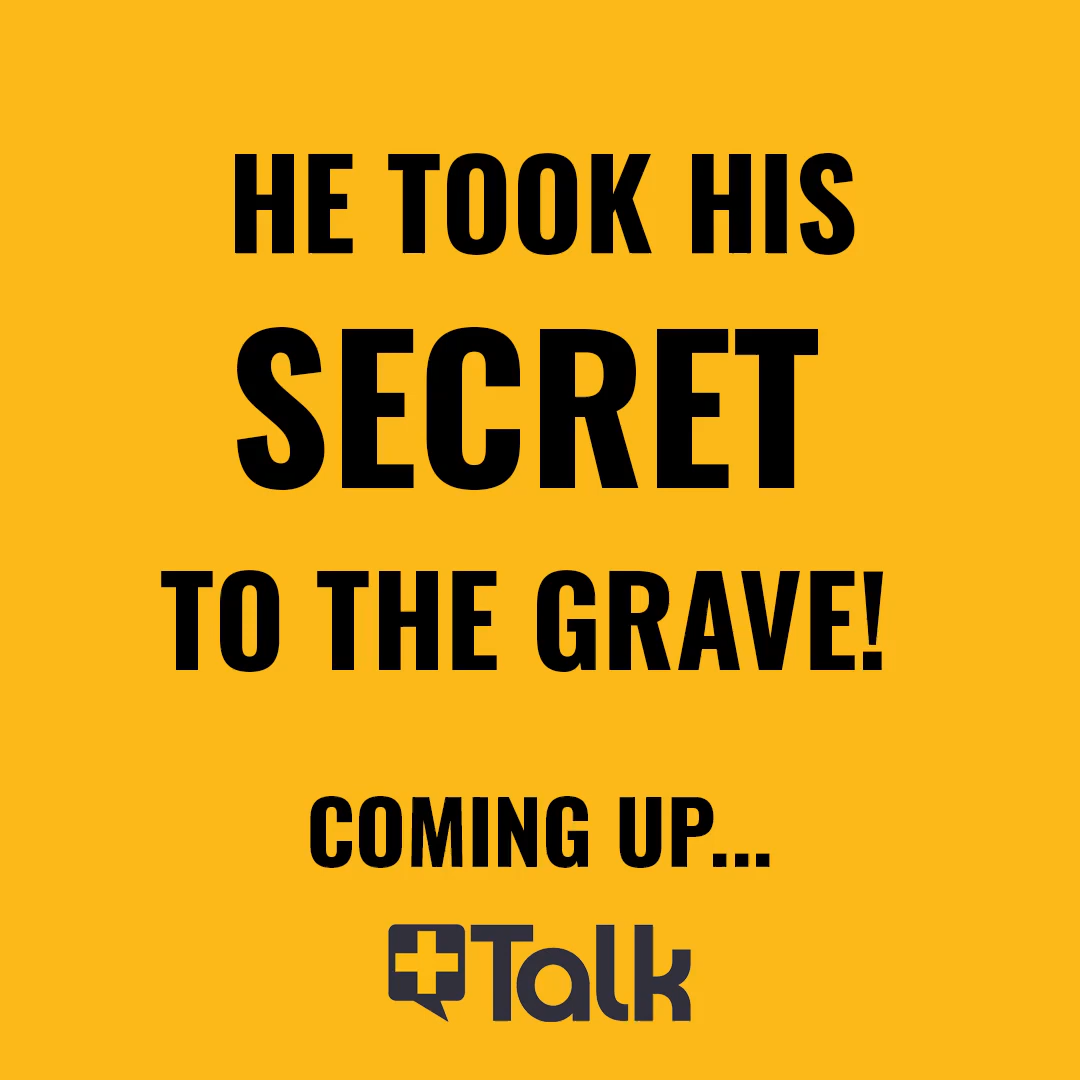 HE TOOK HIS
SECRET
TO THE GRAVE!
COMING UP...
Talk